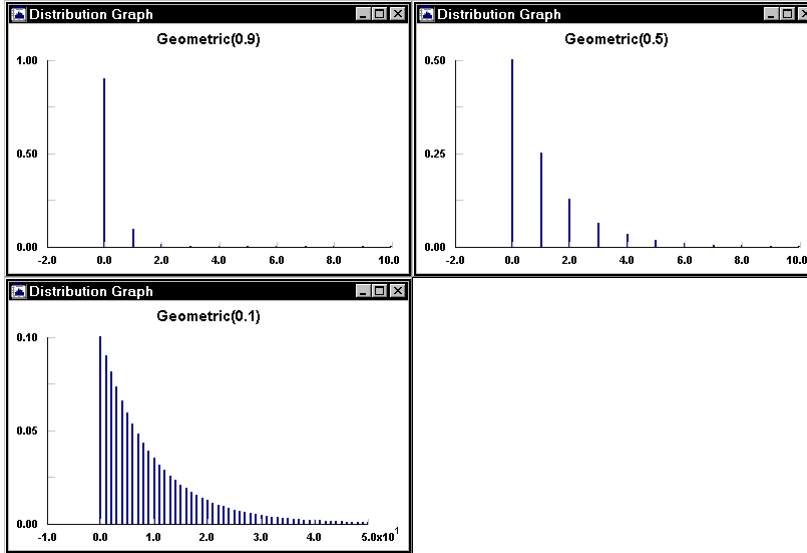 Distribution Graph
Geometric(0.9)
1.00
0.50
0.00
-2.0 0.0 2.0 4.0 6.0 8.0 10.0
Distribution Graph
Geometric(0.5)
0.50
0.25
0.00
-2.0 0.0 2.0 4.0 6.0 8.0 10.0
Distribution Graph
Geometric(0.1)
0.10
0.05
0.00
-1.0 0.0 1.0 2.0 3.0 4.0 5.0x10¹